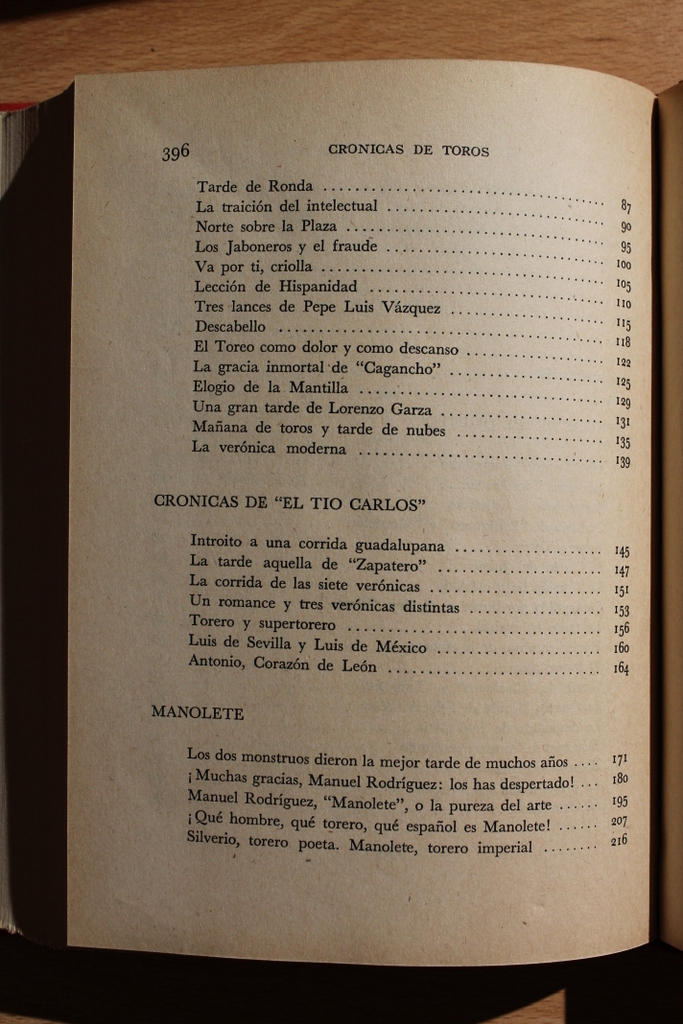 396 CRONICAS DE TOROS
Tarde de Ronda .......... 87
La traición del intelectual .......... 90
Norte sobre la Plaza .......... 95
Los Jaboneros y el fraude .......... 100
Va por ti, criolla .......... 105
Lección de Hispanidad .......... 110
Tres lances de Pepe Luis Vázquez .......... 115
Descabello .......... 118
El Toreo como dolor y como descanso .......... 122
La gracia inmortal de "Cagancho" .......... 125
Elogio de la Mantilla .......... 129
Una gran tarde de Lorenzo Garza .......... 131
Mañana de toros y tarde de nubes .......... 135
La verónica moderna .......... 139
CRONICAS DE "EL TIO CARLOS"
Introito a una corrida guadalupana .......... 145
La tarde aquella de "Zapatero" .......... 147
La corrida de las siete verónicas .......... 151
Un romance y tres verónicas distintas .......... 153
Torero y supertorero .......... 156
Luis de Sevilla y Luis de México .......... 160
Antonio, Corazón de León .......... 164
MANOLETE
Los dos monstruos dieron la mejor tarde de muchos años .... 171
¡Muchas gracias, Manuel Rodríguez: los has despertado! ... 180
Manuel Rodríguez, "Manolete", o la pureza del arte ...... 195
¡Qué hombre, qué torero, qué español es Manolete! ...... 207
Silverio, torero poeta. Manolete, torero imperial ........ 216